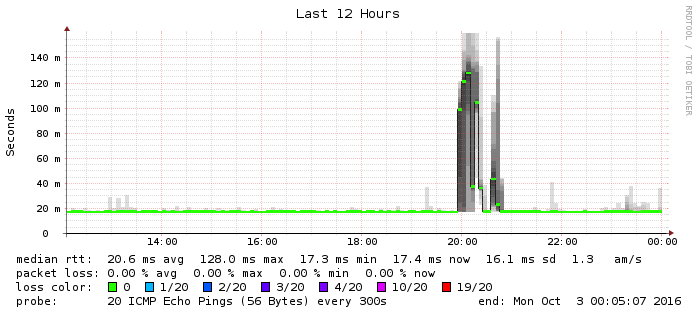 Last 12 Hours
RRDTOOL / TOBI OETIKER
Seconds
140 m
120 m
100 m
80 m
60 m
40 m
20 m
0
14:00 16:00 18:00 20:00 22:00 00:00
median rtt: 20.6 ms avg 128.0 ms max 17.3 ms min 17.4 ms now 16.1 ms sd 1.3 am/s
packet loss: 0.00 % avg 0.00 % max 0.00 % min 0.00 % now
loss color: 0 1/20 2/20 3/20 4/20 10/20 19/20
probe: 20 ICMP Echo Pings (56 Bytes) every 300s end: Mon Oct 3 00:05:07 2016